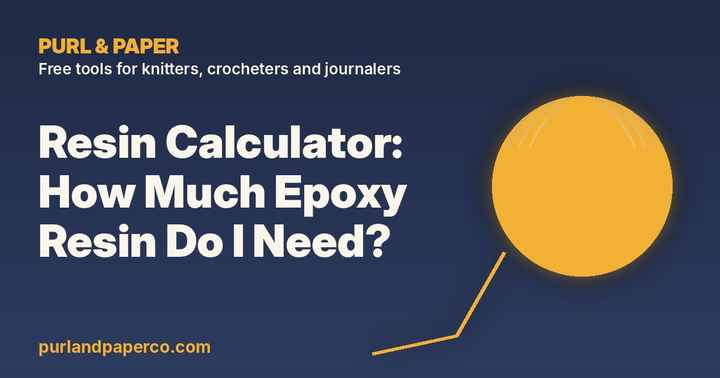 PURL & PAPER
Free tools for knitters, crocheters and journalers
Resin Calculator:
How Much Epoxy
Resin Do I Need?
purlandpaperco.com